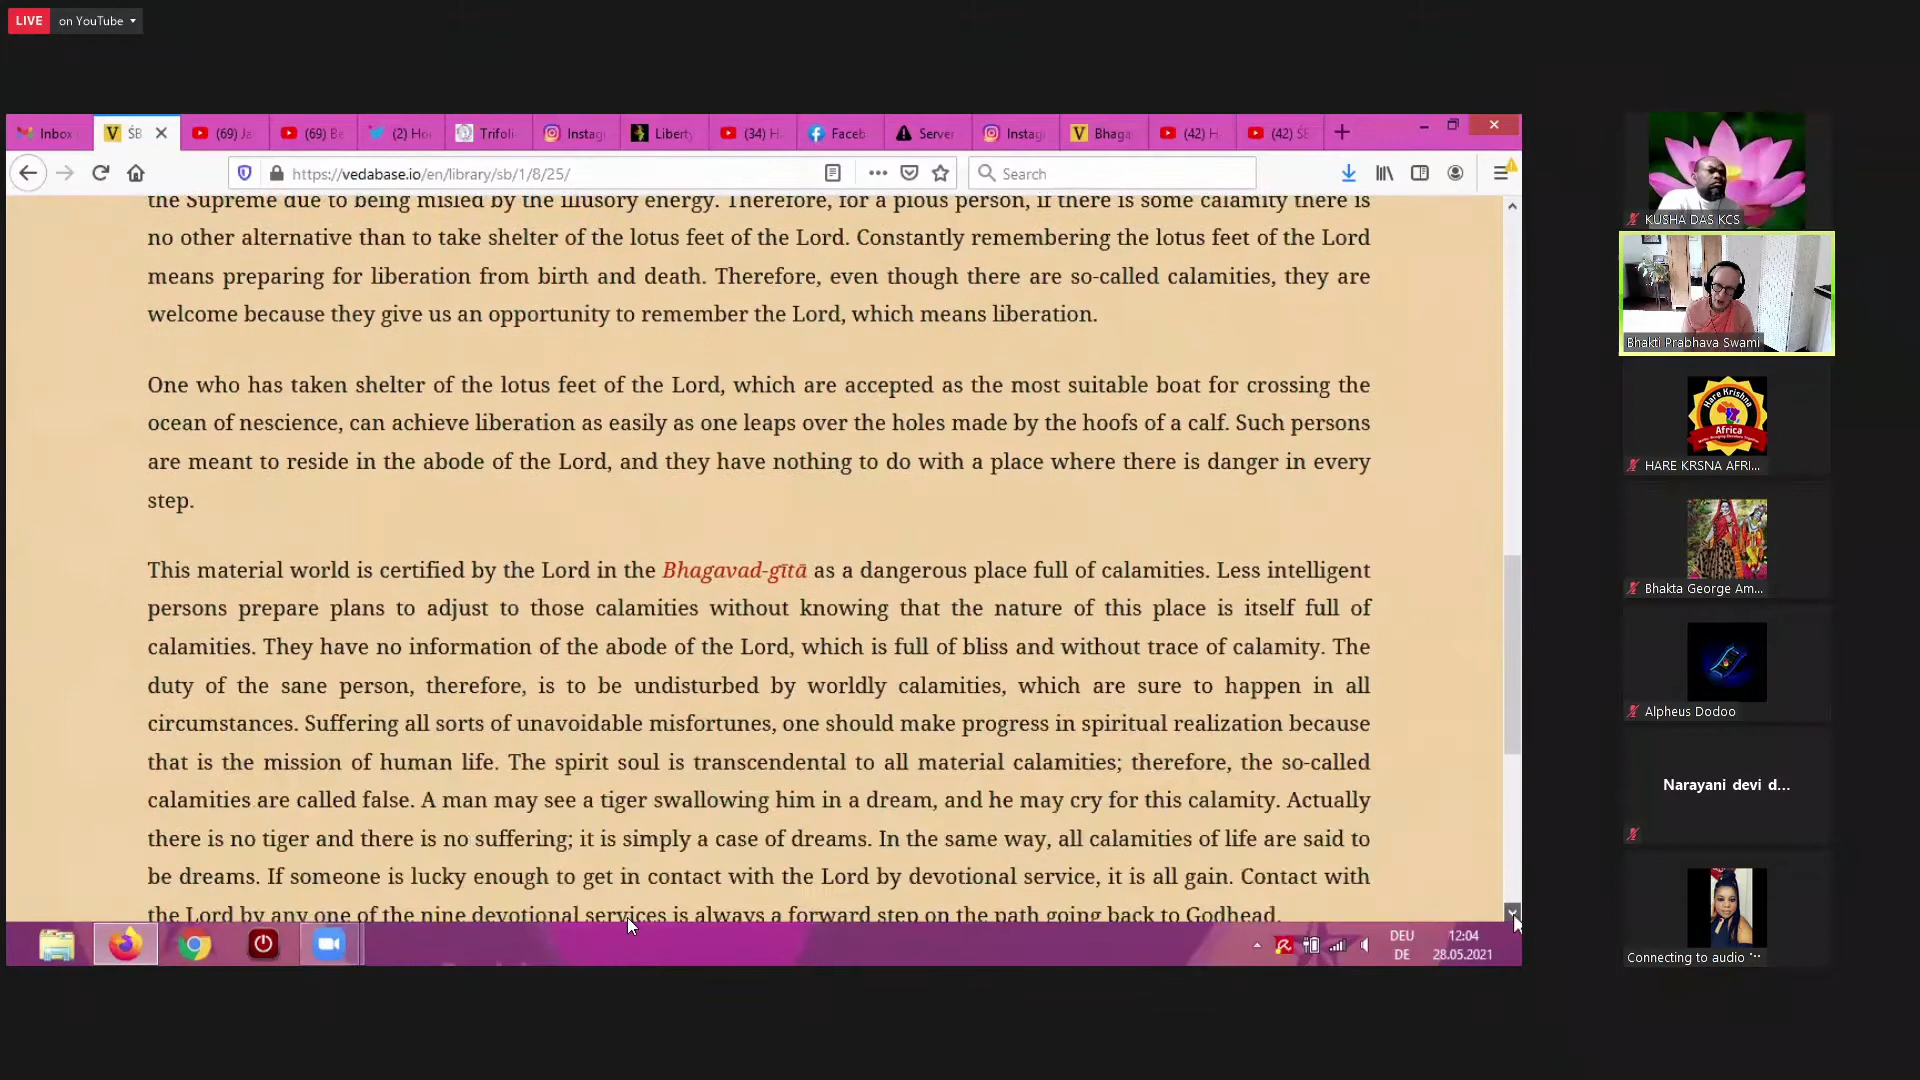 LIVE on YouTube
Inbox
ŚB
(69) Ja
(69) Be
(2) Ho
Trifoli
Instag
Liberty
(34) H
Faceb
Server
Instag
Bhaga
(42) H
(42) ŚB
https://vedabase.io/en/library/sb/1/8/25/
Search
the Supreme due to being misled by the illusory energy. Therefore, for a pious person, if there is some calamity there is
no other alternative than to take shelter of the lotus feet of the Lord. Constantly remembering the lotus feet of the Lord
means preparing for liberation from birth and death. Therefore, even though there are so-called calamities, they are
welcome because they give us an opportunity to remember the Lord, which means liberation.
One who has taken shelter of the lotus feet of the Lord, which are accepted as the most suitable boat for crossing the
ocean of nescience, can achieve liberation as easily as one leaps over the holes made by the hoofs of a calf. Such persons
are meant to reside in the abode of the Lord, and they have nothing to do with a place where there is danger in every
step.
This material world is certified by the Lord in the Bhagavad-gītā as a dangerous place full of calamities. Less intelligent
persons prepare plans to adjust to those calamities without knowing that the nature of this place is itself full of
calamities. They have no information of the abode of the Lord, which is full of bliss and without trace of calamity. The
duty of the sane person, therefore, is to be undisturbed by worldly calamities, which are sure to happen in all
circumstances. Suffering all sorts of unavoidable misfortunes, one should make progress in spiritual realization because
that is the mission of human life. The spirit soul is transcendental to all material calamities; therefore, the so-called
calamities are called false. A man may see a tiger swallowing him in a dream, and he may cry for this calamity. Actually
there is no tiger and there is no suffering; it is simply a case of dreams. In the same way, all calamities of life are said to
be dreams. If someone is lucky enough to get in contact with the Lord by devotional service, it is all gain. Contact with
the Lord by any one of the nine devotional services is always a forward step on the path going back to Godhead.
DEU
DE
12:04
28.05.2021
KUSHA DAS KCS
Bhakti Prabhava Swami
Hare Krishna
Africa
HARE KRSNA AFRI...
Bhakta George Am...
Alpheus Dodoo
Narayani devi d...
Connecting to audio ...